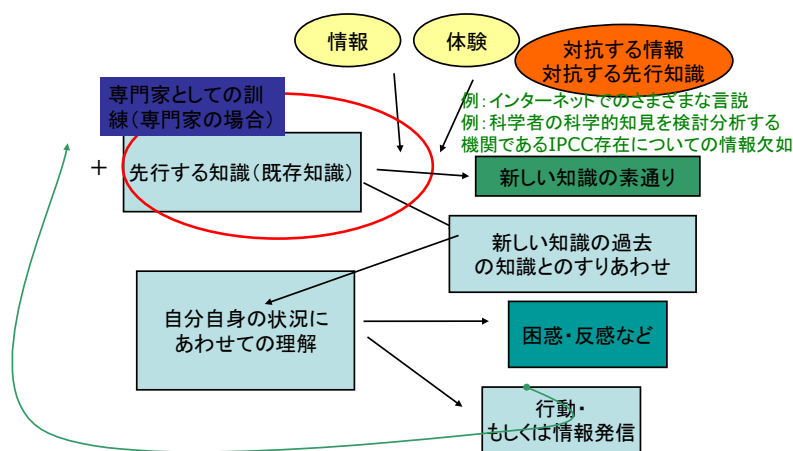 情報
体験
対抗する情報
対抗する先行知識
専門家としての訓
練(専門家の場合)
例:インターネットでのさまざまな言説
例:科学者の科学的知見を検討分析する
機関であるIPCC存在についての情報欠如
+
先行する知識(既存知識)
新しい知識の素通り
新しい知識の過去
の知識とのすりあわせ
自分自身の状況に
あわせての理解
困惑・反感など
行動・
もしくは情報発信